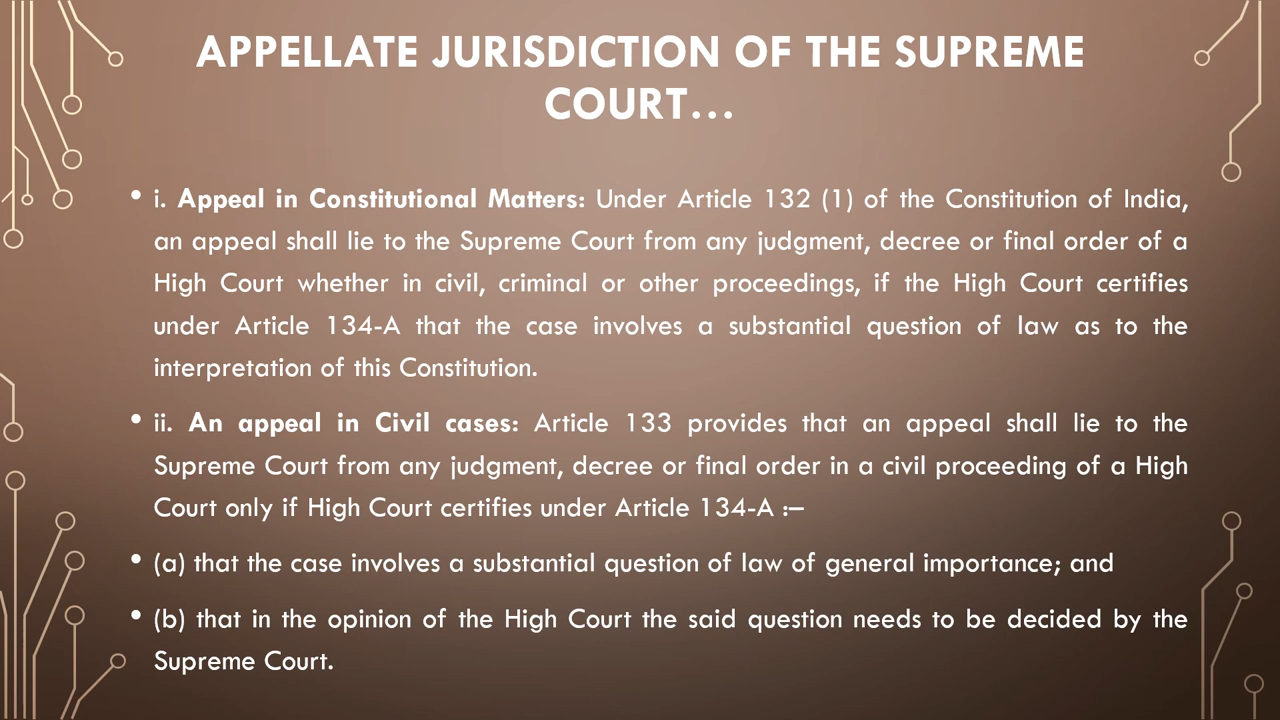 APPELLATE JURISDICTION OF THE SUPREME
COURT…
• i. Appeal in Constitutional Matters: Under Article 132 (1) of the Constitution of India,
an appeal shall lie to the Supreme Court from any judgment, decree or final order of a
High Court whether in civil, criminal or other proceedings, if the High Court certifies
under Article 134-A that the case involves a substantial question of law as to the
interpretation of this Constitution.
• ii. An appeal in Civil cases: Article 133 provides that an appeal shall lie to the
Supreme Court from any judgment, decree or final order in a civil proceeding of a High
Court only if High Court certifies under Article 134-A :–
• (a) that the case involves a substantial question of law of general importance; and
• (b) that in the opinion of the High Court the said question needs to be decided by the
Supreme Court.